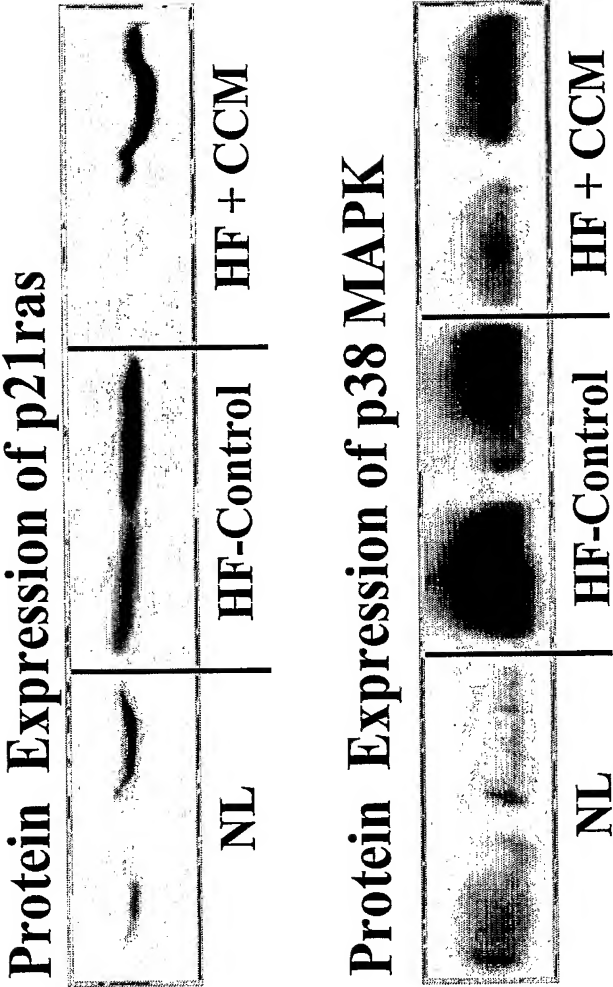 Protein Expression of p21ras
NL HF-Control HF + CCM
Protein Expression of p38 MAPK
NL HF-Control HF + CCM